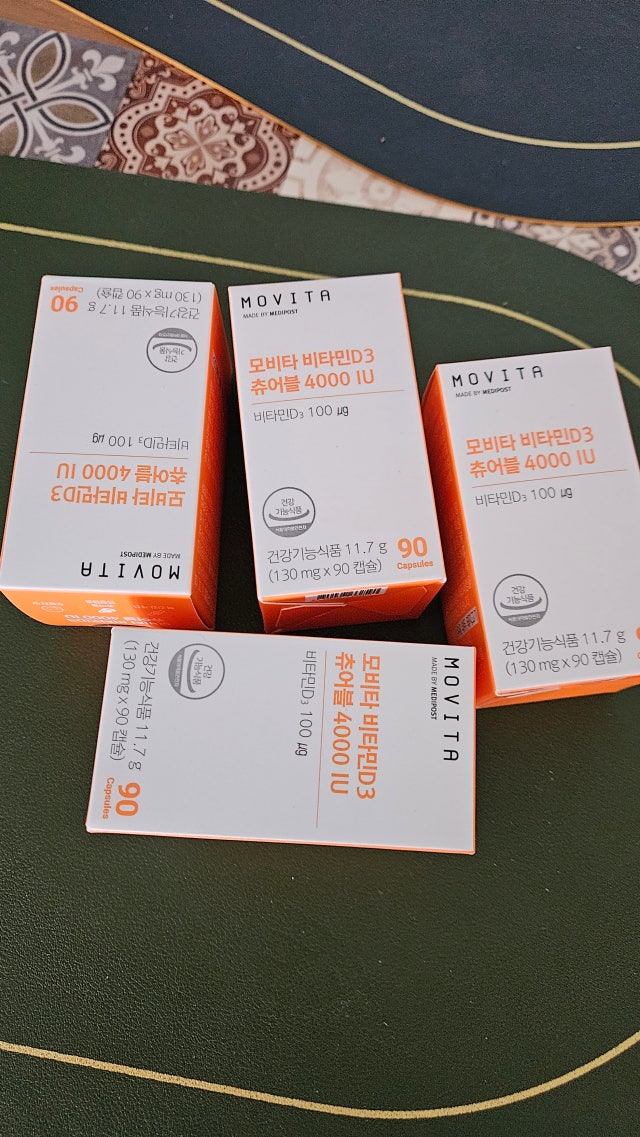 90
Capsules
건강기능식품 11.7 g
(130 mg x 90 캡슐)
건강
기능식품
비타민D3 100 ㎍
모비타 비타민D3
츄어블 4000 IU
MADE BY MEDIPOST
MOVITA
MOVITA
MADE BY MEDIPOST
모비타 비타민D3
츄어블 4000 IU
비타민D3 100 ㎍
건강
기능식품
건강기능식품 11.7 g
(130 mg x 90 캡슐)
90
Capsules
MOVITA
MADE BY MEDIPOST
모비타 비타민D3
츄어블 4000 IU
비타민D3 100 ㎍
건강
기능식품
건강기능식품 11.7 g
(130 mg x 90 캡슐)
MOVITA
MADE BY MEDIPOST
모비타 비타민D3
츄어블 4000 IU
비타민D3 100 ㎍
건강
기능식품
건강기능식품 11.7 g
(130 mg x 90 캡슐)
90
Capsules